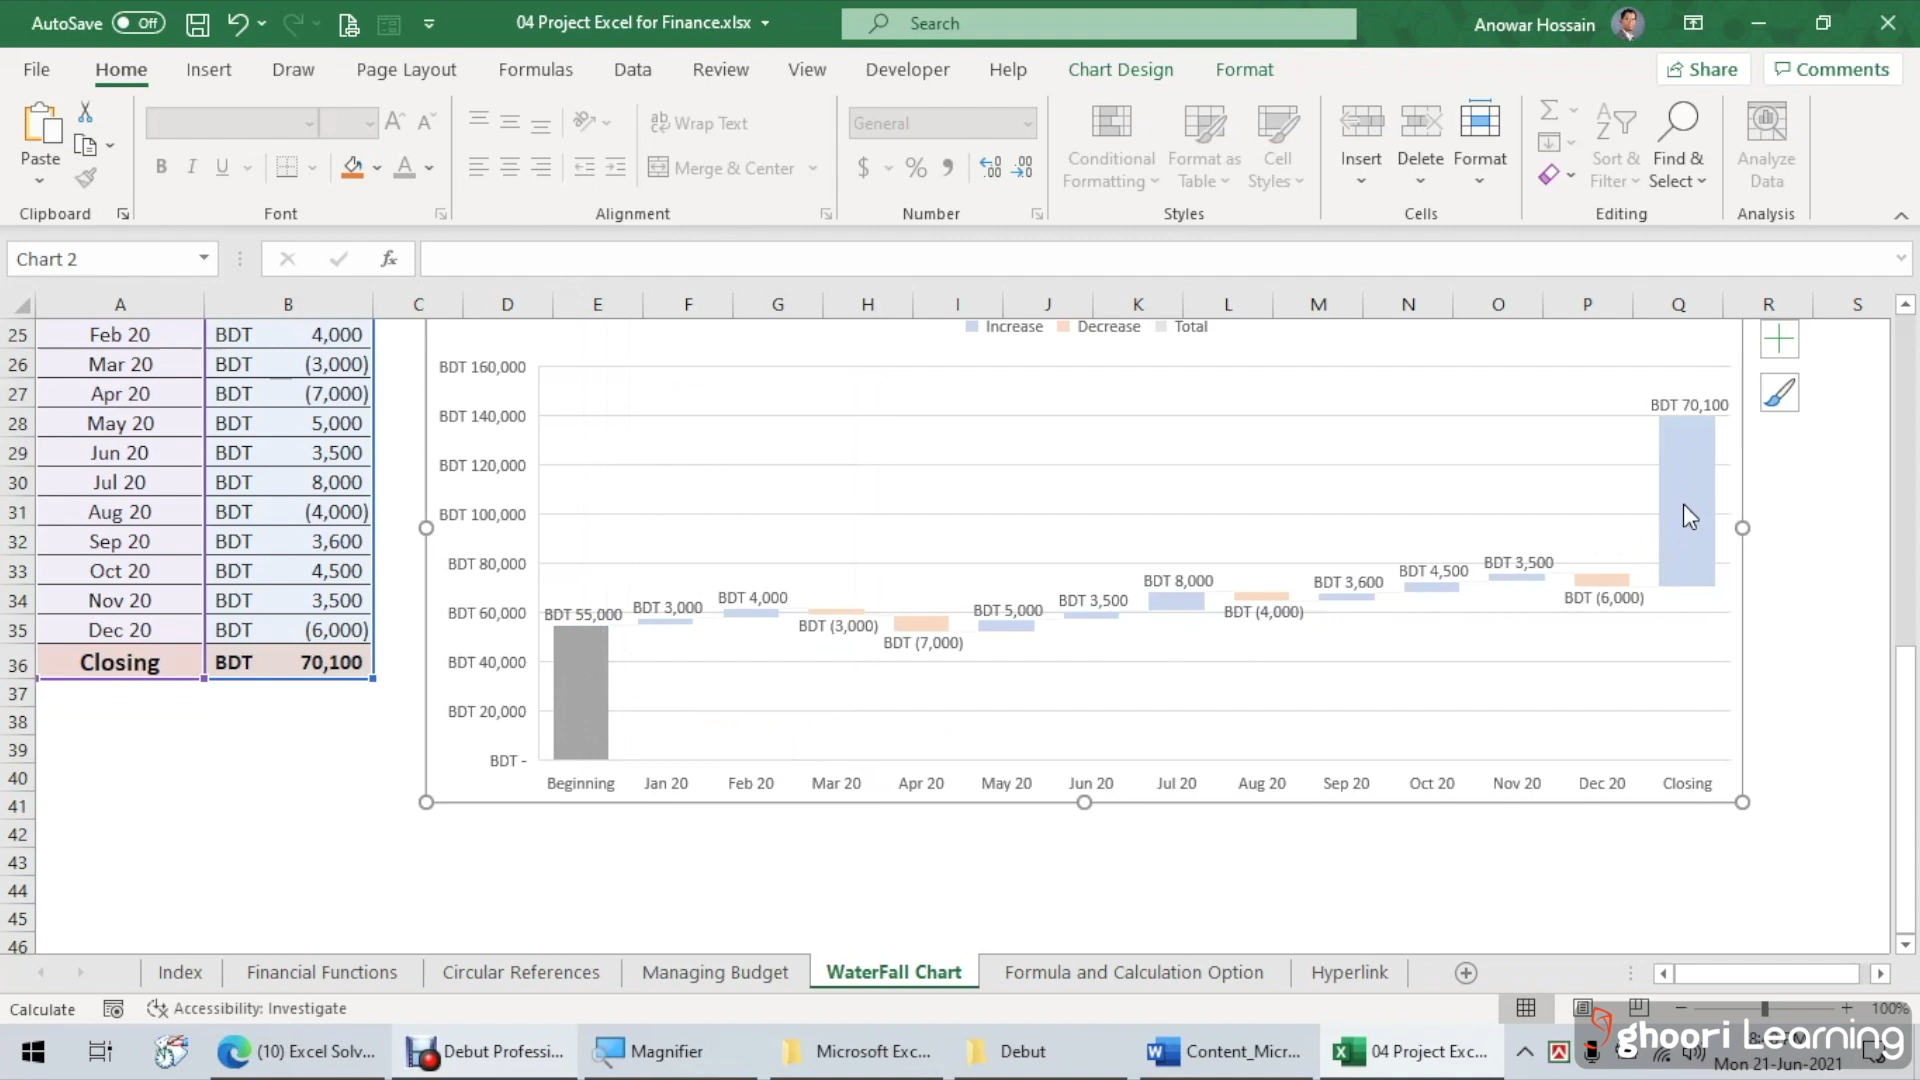 AutoSave Off
04 Project Excel for Finance.xlsx
Search
Anowar Hossain
File Home Insert Draw Page Layout Formulas Data Review View Developer Help Chart Design Format
Share Comments
Paste
Clipboard
B I U
Font
Wrap Text
Merge & Center
Alignment
General
$ % 9
Number
Conditional Formatting
Format as Table
Cell Styles
Styles
Insert Delete Format
Cells
Sort & Filter
Find & Select
Editing
Analyze Data
Analysis
Chart 2
fx
A B C D E F G H I J K L M N O P Q R S
25 Feb 20 BDT 4,000
26 Mar 20 BDT (3,000)
27 Apr 20 BDT (7,000)
28 May 20 BDT 5,000
29 Jun 20 BDT 3,500
30 Jul 20 BDT 8,000
31 Aug 20 BDT (4,000)
32 Sep 20 BDT 3,600
33 Oct 20 BDT 4,500
34 Nov 20 BDT 3,500
35 Dec 20 BDT (6,000)
36 Closing BDT 70,100
37
38
39
40
41
42
43
44
45
46
Increase Decrease Total
BDT 160,000
BDT 140,000
BDT 120,000
BDT 100,000
BDT 80,000
BDT 60,000
BDT 40,000
BDT 20,000
BDT -
BDT 55,000
BDT 3,000
BDT 4,000
BDT (3,000)
BDT (7,000)
BDT 5,000
BDT 3,500
BDT 8,000
BDT (4,000)
BDT 3,600
BDT 4,500
BDT 3,500
BDT (6,000)
BDT 70,100
Beginning Jan 20 Feb 20 Mar 20 Apr 20 May 20 Jun 20 Jul 20 Aug 20 Sep 20 Oct 20 Nov 20 Dec 20 Closing
Index Financial Functions Circular References Managing Budget WaterFall Chart Formula and Calculation Option Hyperlink
Calculate Accessibility: Investigate
100%
(10) Excel Solv... Debut Professi... Magnifier Microsoft Exc... Debut Content_Micr... 04 Project Exc...
ghoori Learning
Mon 21-Jun-2021